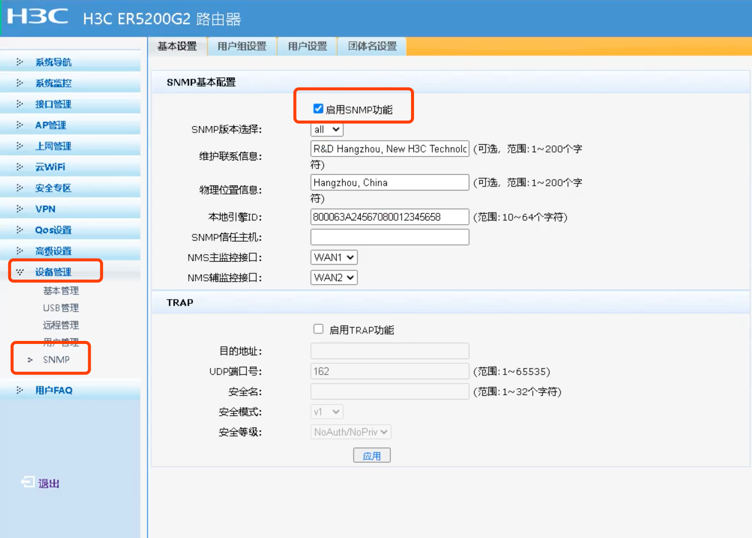 H3C H3C ER5200G2 路由器
基本设置 用户组设置 用户设置 团体名设置
系统导航
系统监控
接口管理
AP管理
上网管理
云WiFi
安全专区
VPN
QoS设置
高级设置
设备管理
基本管理
USB管理
远程管理
用户管理
SNMP
用户FAQ
退出
SNMP基本配置
启用SNMP功能
SNMP版本选择: all
维护联系信息: R&D Hangzhou, New H3C Technolc (可选，范围: 1~200个字
符)
物理位置信息: Hangzhou, China (可选，范围: 1~200个字
符)
本地引擎ID: 800063A24567080012345658 (范围: 10~64个字符)
SNMP信任主机:
NMS主监控接口: WAN1
NMS辅监控接口: WAN2
TRAP
启用TRAP功能
目的地址:
UDP端口号: 162 (范围: 1~65535)
安全名: (范围: 1~32个字符)
安全模式: v1
安全等级: NoAuth/NoPriv
应用